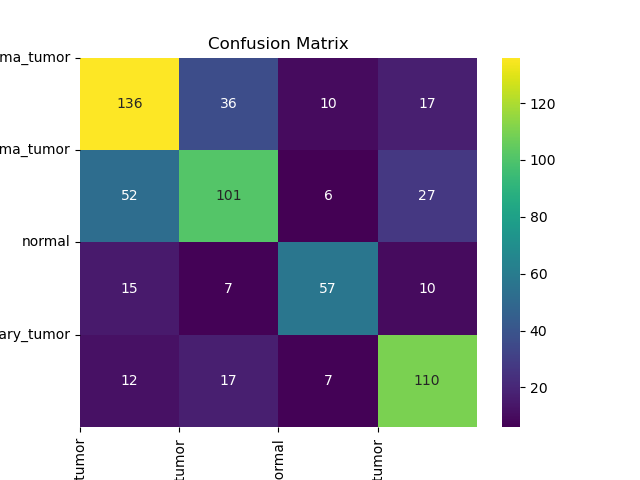 Confusion Matrix
ma_tumor
136 36 10 17
ma_tumor
52 101 6 27
normal
15 7 57 10
ary_tumor
12 17 7 110
tumor
tumor
ormal
tumor
120
100
80
60
40
20